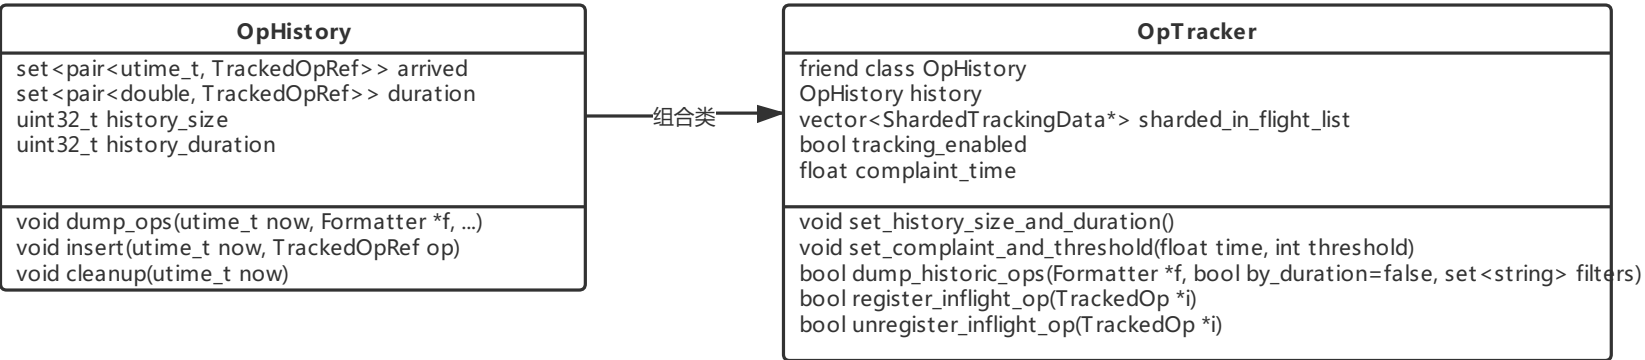 OpHistory
set<pair<utime_t, TrackedOpRef>> arrived
set<pair<double, TrackedOpRef>> duration
uint32_t history_size
uint32_t history_duration
void dump_ops(utime_t now, Formatter *f, ...)
void insert(utime_t now, TrackedOpRef op)
void cleanup(utime_t now)
组合类
OpTracker
friend class OpHistory
OpHistory history
vector<ShardedTrackingData*> sharded_in_flight_list
bool tracking_enabled
float complaint_time
void set_history_size_and_duration()
void set_complaint_and_threshold(float time, int threshold)
bool dump_historic_ops(Formatter *f, bool by_duration=false, set<string> filters)
bool register_inflight_op(TrackedOp *i)
bool unregister_inflight_op(TrackedOp *i)